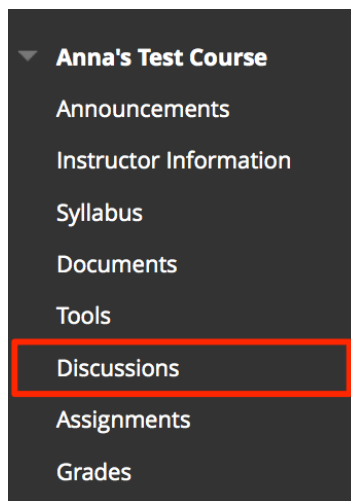 Anna's Test Course
Announcements
Instructor Information
Syllabus
Documents
Tools
Discussions
Assignments
Grades